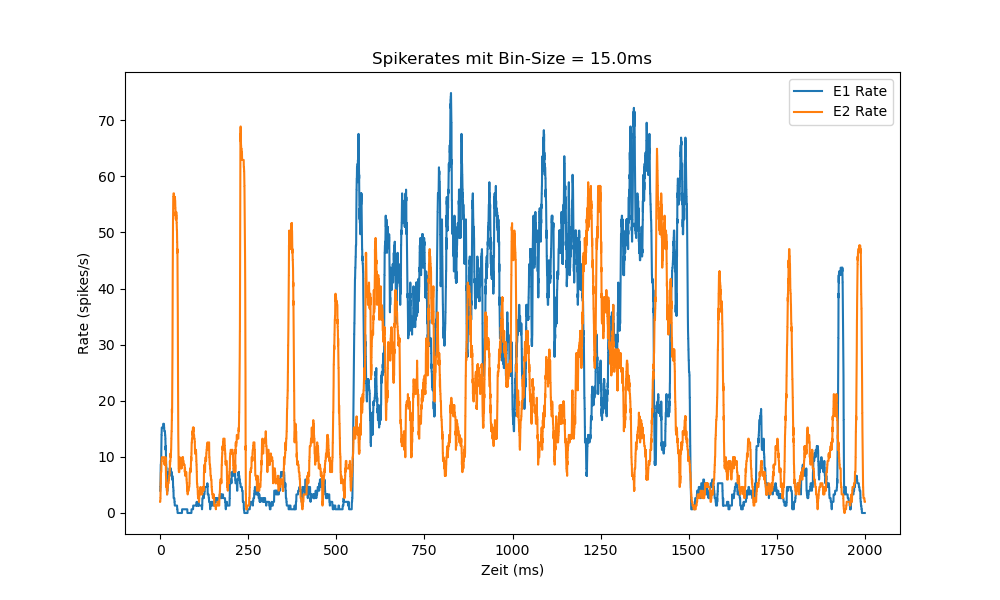 Spikerates mit Bin-Size = 15.0ms
E1 Rate
E2 Rate
Rate (spikes/s)
70
60
50
40
30
20
10
0
0 250 500 750 1000 1250 1500 1750 2000
Zeit (ms)